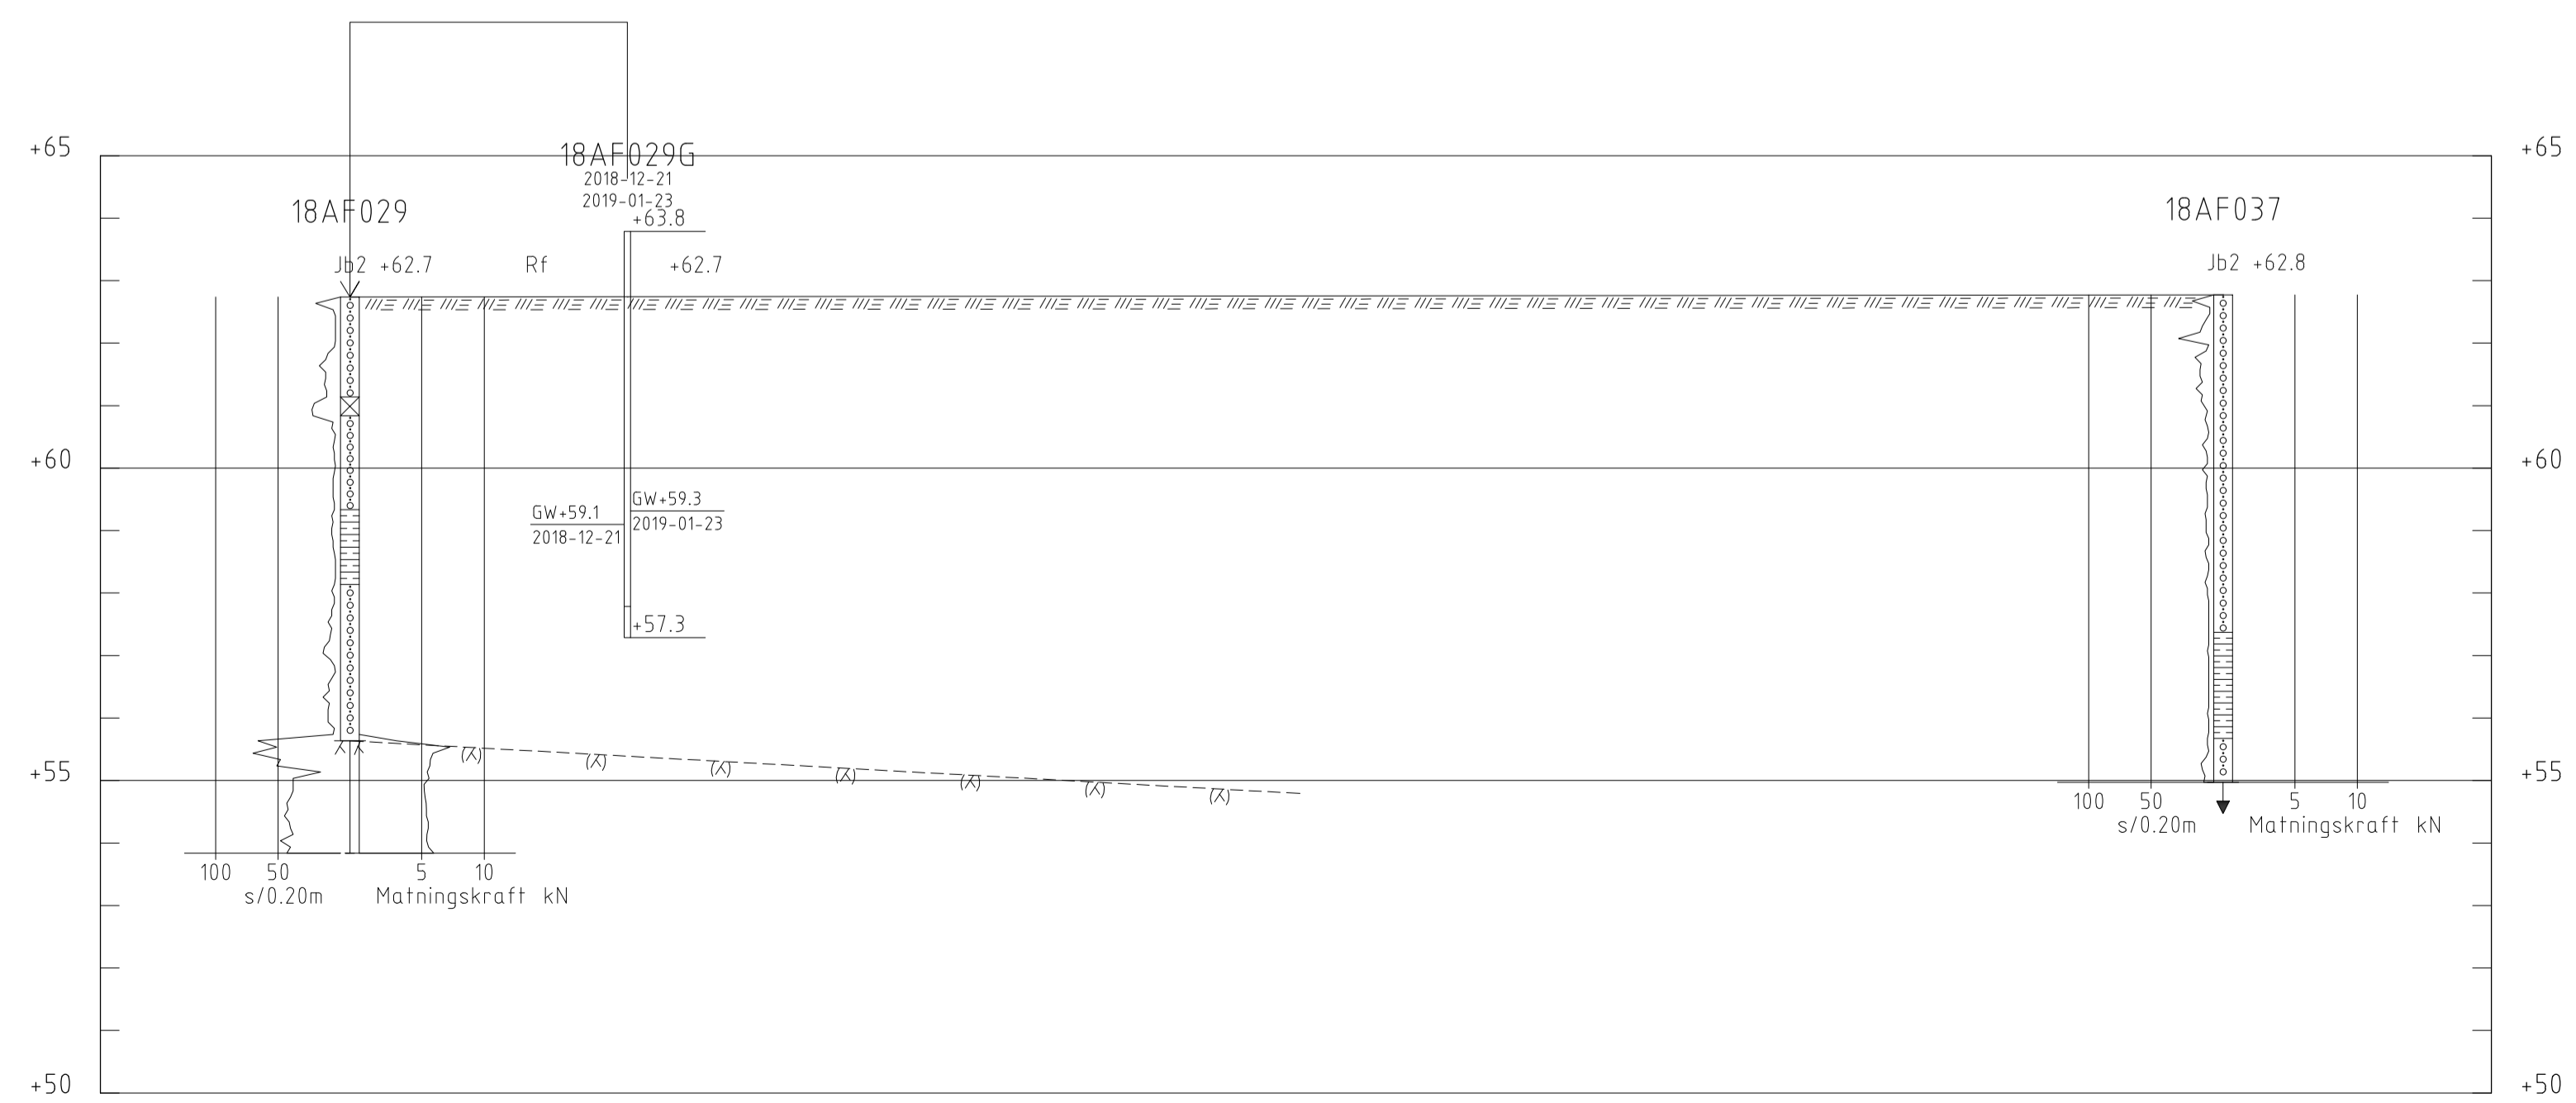 +65
+65
18AF029G
2018-12-21
2019-01-23
+63.8
18AF029
18AF037
Jb2 +62.7
Rf
+62.7
Jb2 +62.8
+60
+60
GW+59.1
2018-12-21
GW+59.3
2019-01-23
+57.3
+55
+55
100 50 5 10
s/0.20m Matningskraft kN
100 50 5 10
s/0.20m Matningskraft kN
+50
+50